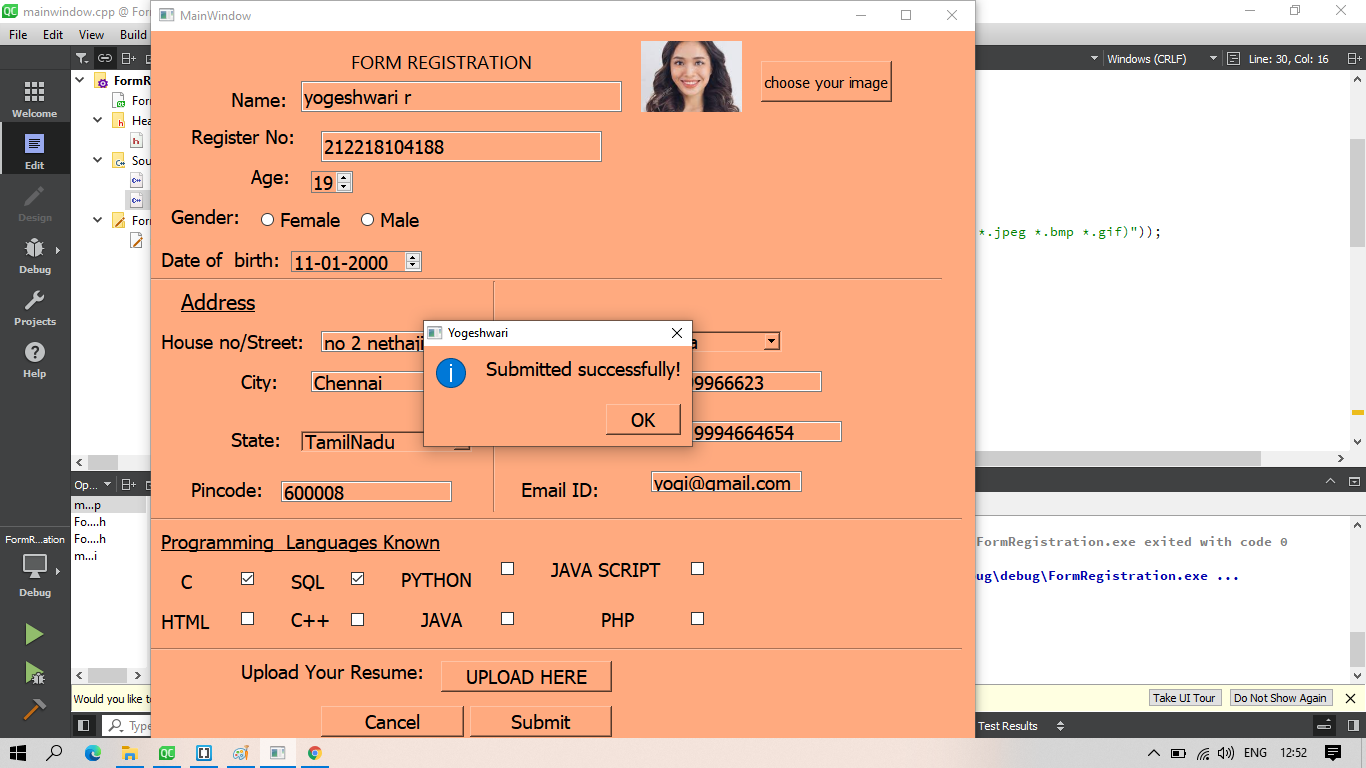 mainwindow.cpp @ Form
MainWindow
File Edit View Build
Windows (CRLF) Line: 30, Col: 16
FORM REGISTRATION
choose your image
Name: yogeshwari r
Register No: 212218104188
Age: 19
Gender: Female Male
Date of birth: 11-01-2000
Address
House no/Street: no 2 nethaji
City: Chennai
State: TamilNadu
Pincode: 600008
a
99966623
9994664654
Email ID: yogi@gmail.com
Yogeshwari
Submitted successfully!
OK
Programming Languages Known
C SQL PYTHON JAVA SCRIPT
HTML C++ JAVA PHP
Upload Your Resume: UPLOAD HERE
Cancel Submit
Welcome
Edit
Design
Debug
Projects
Help
FormR...ation
Debug
FormR
For
Hea
Sou
For
Op...
m...p
Fo....h
Fo....h
m...i
*.jpeg *.bmp *.gif)"));
FormRegistration.exe exited with code 0
ug\debug\FormRegistration.exe ...
Would you like t
Take UI Tour Do Not Show Again
Type
Test Results
ENG 12:52